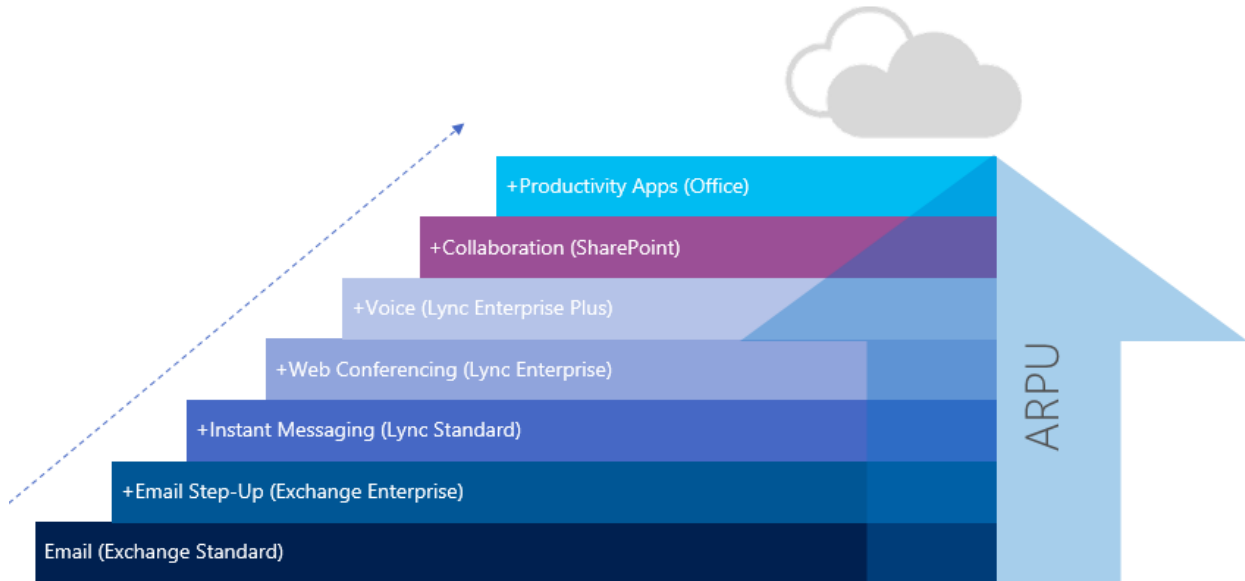 +Productivity Apps (Office)
+Collaboration (SharePoint)
+Voice (Lync Enterprise Plus)
+Web Conferencing (Lync Enterprise)
+Instant Messaging (Lync Standard)
+Email Step-Up (Exchange Enterprise)
Email (Exchange Standard)
ARPU